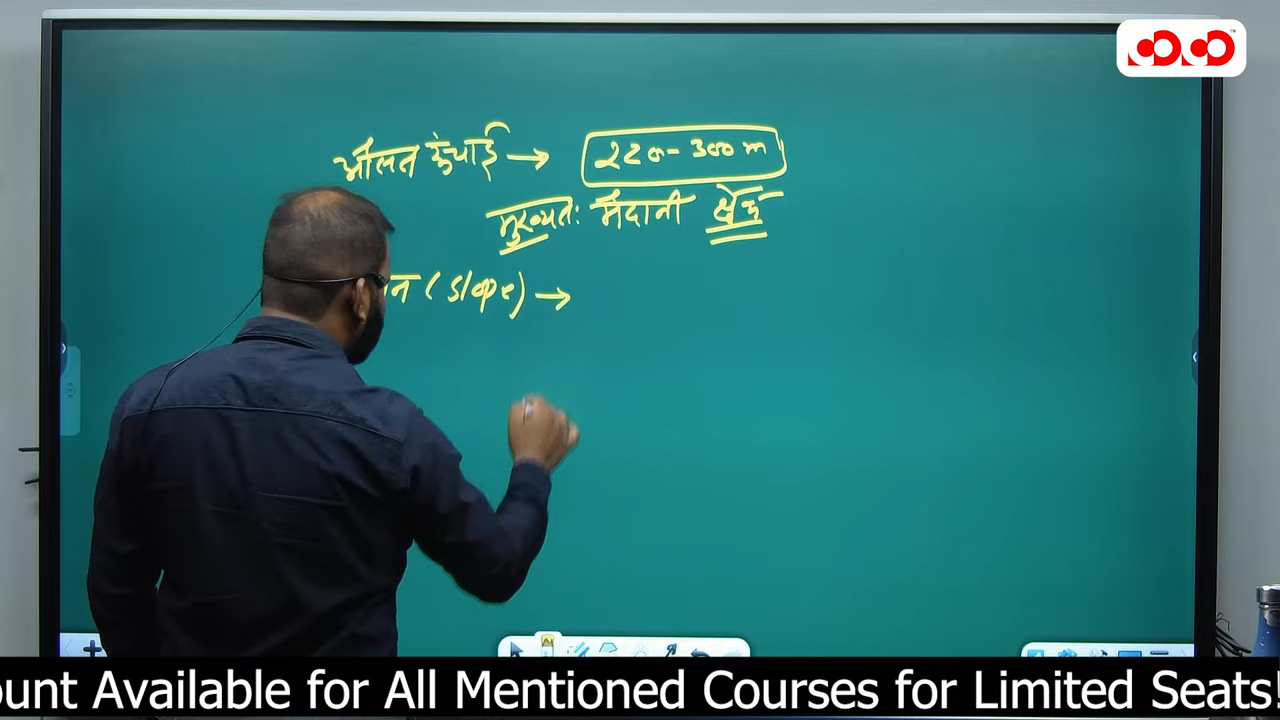 औसत ऊंचाई → 220-300 m
मुख्यतः मैदानी क्षेत्र
न (Slope) →
ount Available for All Mentioned Courses for Limited Seats!